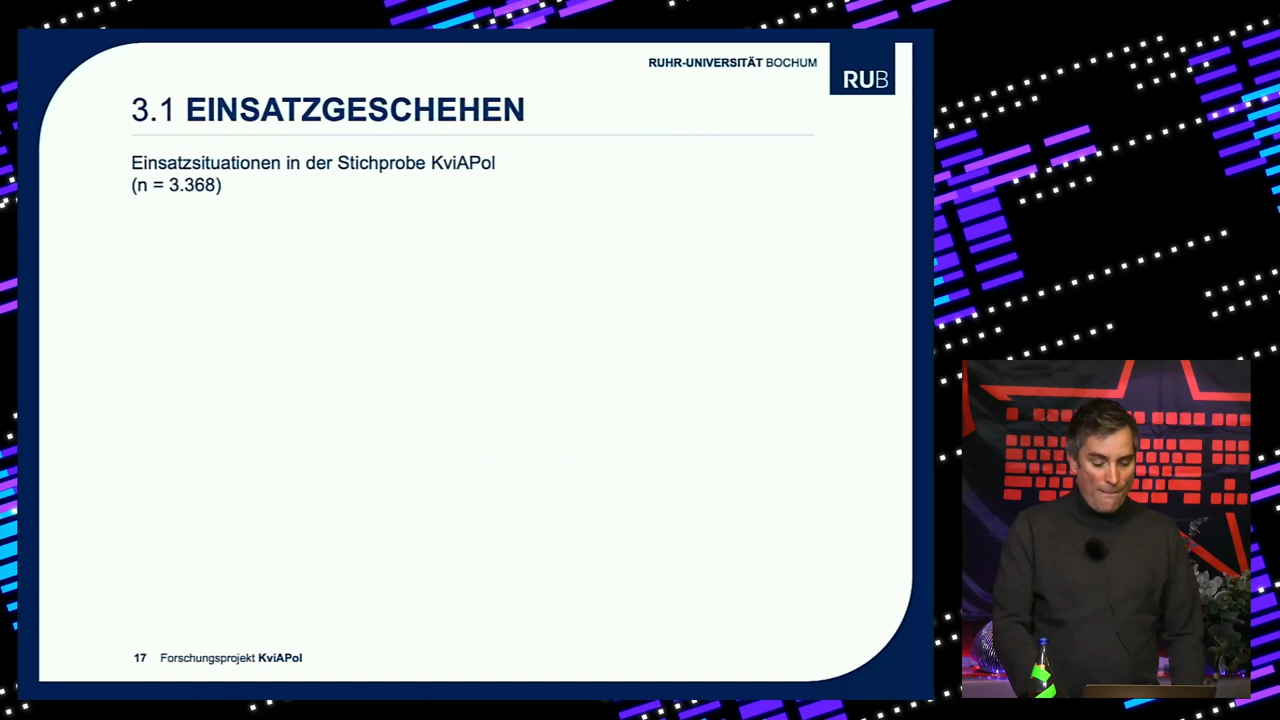 RUHR-UNIVERSITÄT BOCHUM
RUB
3.1 EINSATZGESCHEHEN
Einsatzsituationen in der Stichprobe KviAPol
(n = 3.368)
17 Forschungsprojekt KviAPol